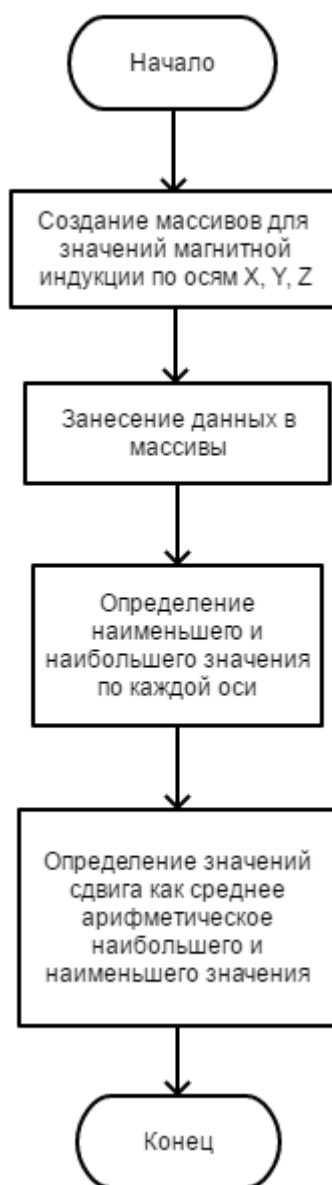 Начало
Создание массивов для
значений магнитной
индукции по осям X, Y, Z
Занесение данных в
массивы
Определение
наименьшего и
наибольшего значения
по каждой оси
Определение значений
сдвига как среднее
арифметическое
наибольшего и
наименьшего значения
Конец